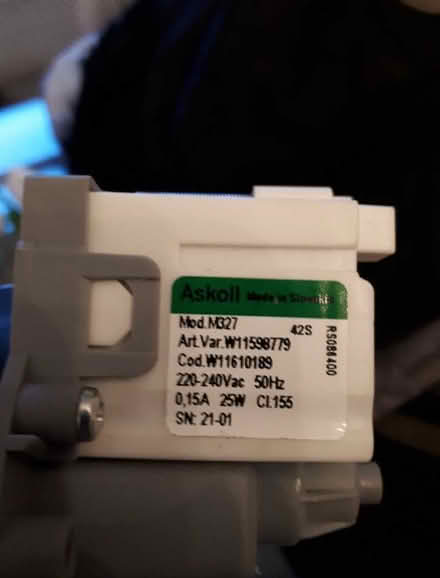 Askoll Made in Slovakia
Mod.M327 42S
Art.Var.W11598779
Cod.W11610189
220-240Vac 50Hz
0,15A 25W Cl.155
SN: 21-01
RS086400